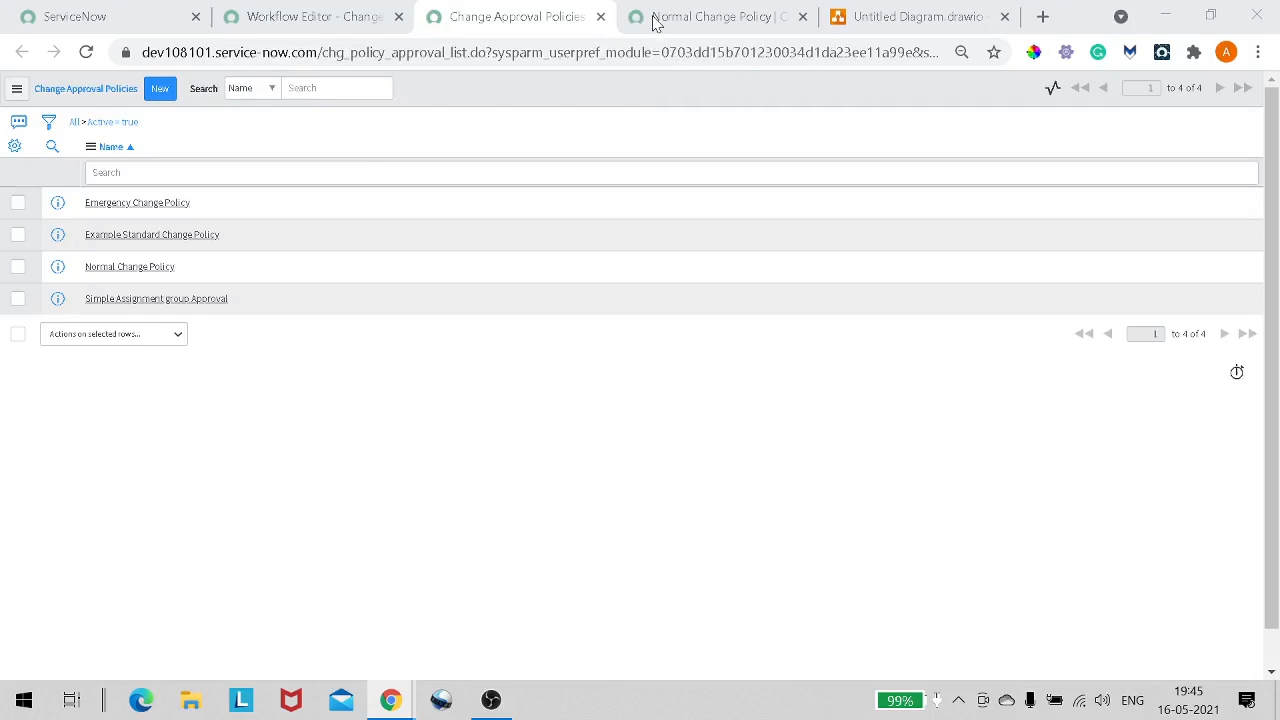 ServiceNow
Workflow Editor - Change
Change Approval Policies
Normal Change Policy | C
Untitled Diagram.drawio -
dev108101.service-now.com/chg_policy_approval_list.do?sysparm_userpref_module=0703dd15b701230034d1da23ee11a99e&s...
A
Change Approval Policies
New
Search
Name
Search
1
to 4 of 4
All > Active = true
Name
Search
Emergency Change Policy
Example Standard Change Policy
Normal Change Policy
Simple Assignment group Approval
Actions on selected rows...
1
to 4 of 4
L
99%
ENG
19:45
16-05-2021